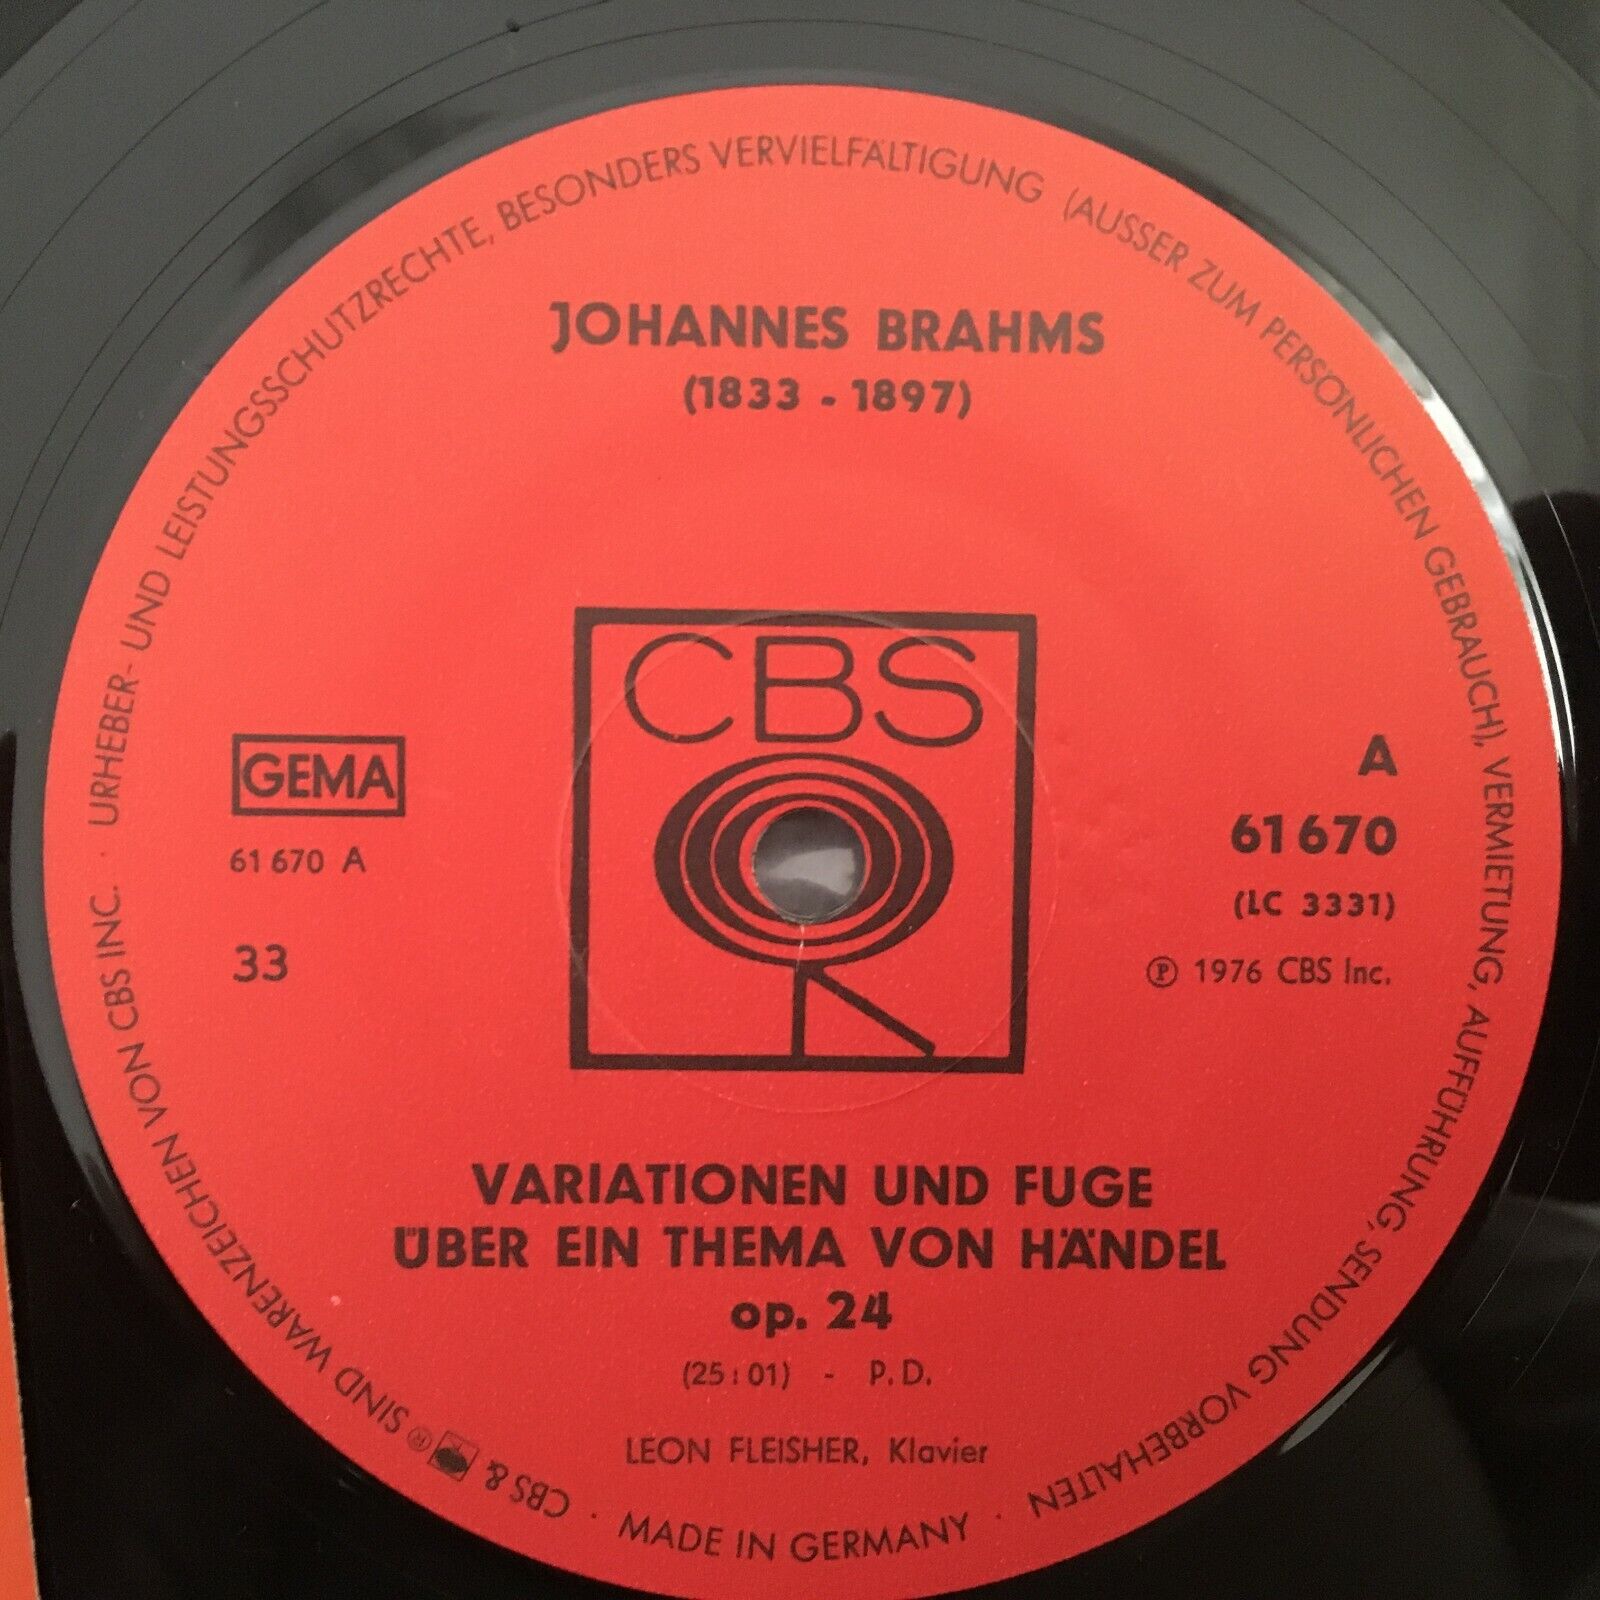 JOHANNES BRAHMS
(1833 - 1897)
CBS
GEMA
61 670 A
33
A
61 670
(LC 3331)
Ⓟ 1976 CBS Inc.
VARIATIONEN UND FUGE
ÜBER EIN THEMA VON HÄNDEL
op. 24
(25:01) - P.D.
LEON FLEISHER, Klavier
URHEBER- UND LEISTUNGSSCHUTZRECHTE, BESONDERS VERVIELFÄLTIGUNG (AUSSER ZUM PERSÖNLICHEN GEBRAUCH), VERMIETUNG, AUFFÜHRUNG, SENDUNG VORBEHALTEN · MADE IN GERMANY · CBS & ® SIND WARENZEICHEN VON CBS INC. ·